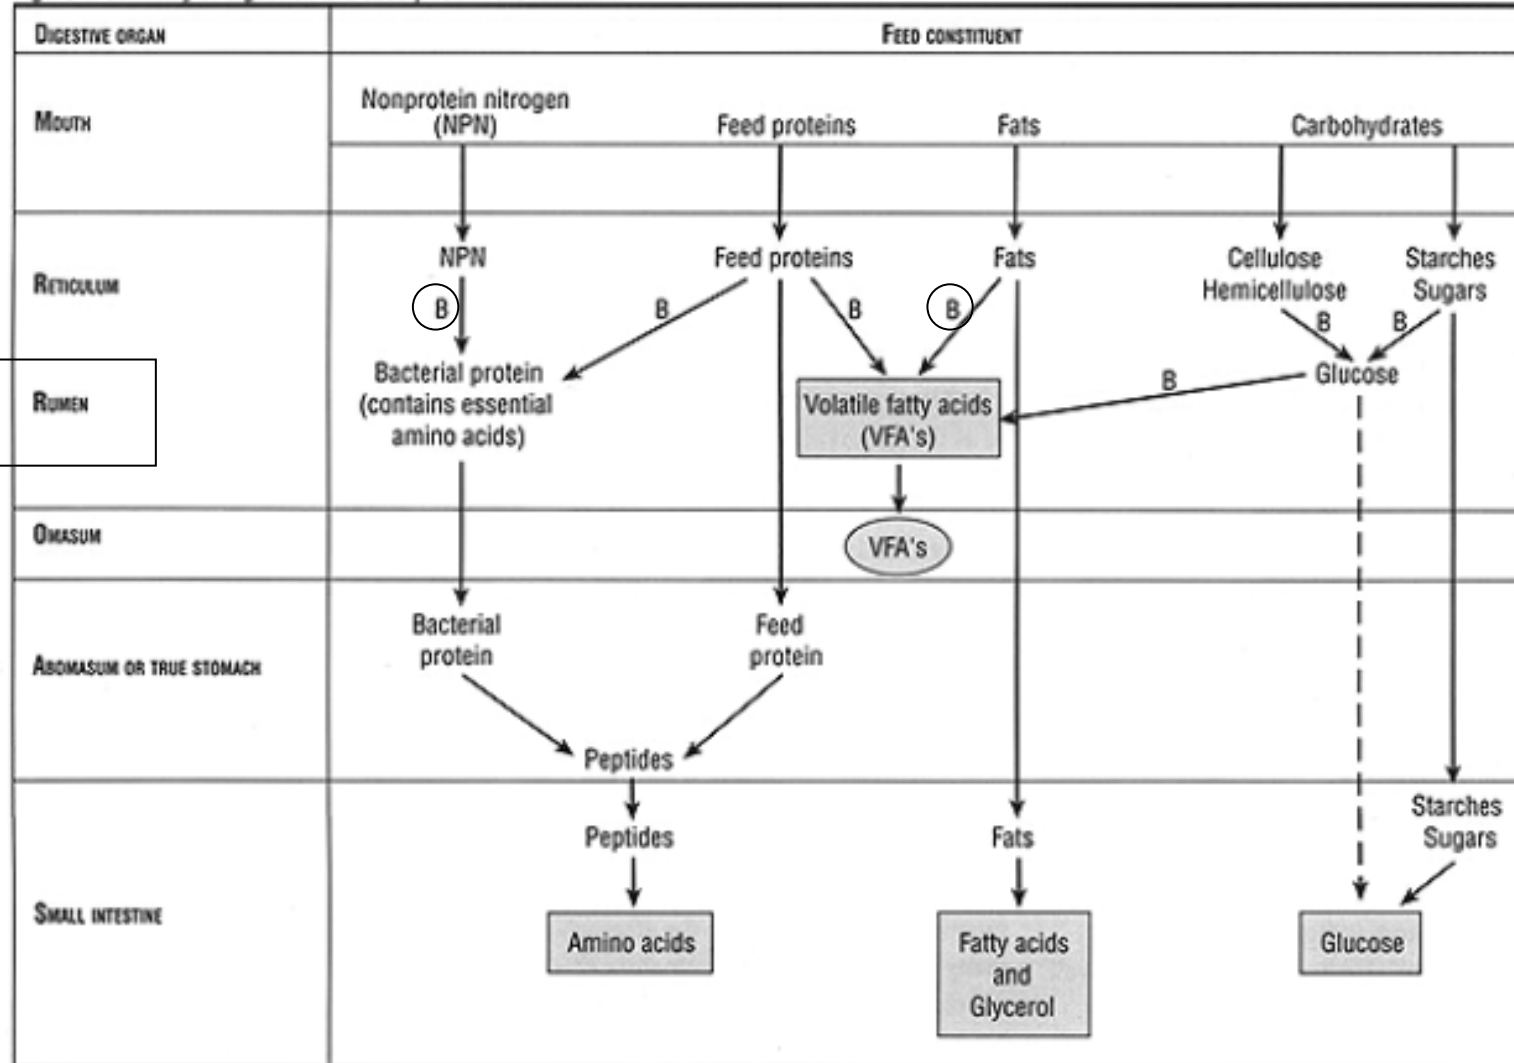 DIGESTIVE ORGAN
FEED CONSTITUENT
MOUTH
Nonprotein nitrogen
(NPN)
Feed proteins
Fats
Carbohydrates
RETICULUM
NPN
Feed proteins
Fats
Cellulose
Hemicellulose
Starches
Sugars
B
B
B
B
B
B
RUMEN
Bacterial protein
(contains essential
amino acids)
Volatile fatty acids
(VFA's)
B
Glucose
OMASUM
VFA's
ABOMASUM OR TRUE STOMACH
Bacterial
protein
Feed
protein
Peptides
SMALL INTESTINE
Peptides
Fats
Starches
Sugars
Amino acids
Fatty acids
and
Glycerol
Glucose